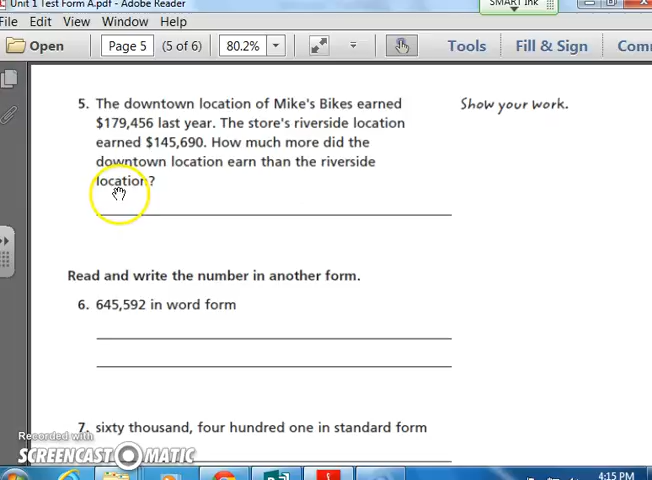 Unit 1 Test Form A.pdf - Adobe Reader
SMART Ink
File Edit View Window Help
Open Page 5 (5 of 6) 80.2% Tools Fill & Sign
5. The downtown location of Mike's Bikes earned
$179,456 last year. The store's riverside location
earned $145,690. How much more did the
downtown location earn than the riverside
location?
Show your work.
Read and write the number in another form.
6. 645,592 in word form
7. sixty thousand, four hundred one in standard form
Recorded with
SCREENCAST O MATIC
4:15 PM